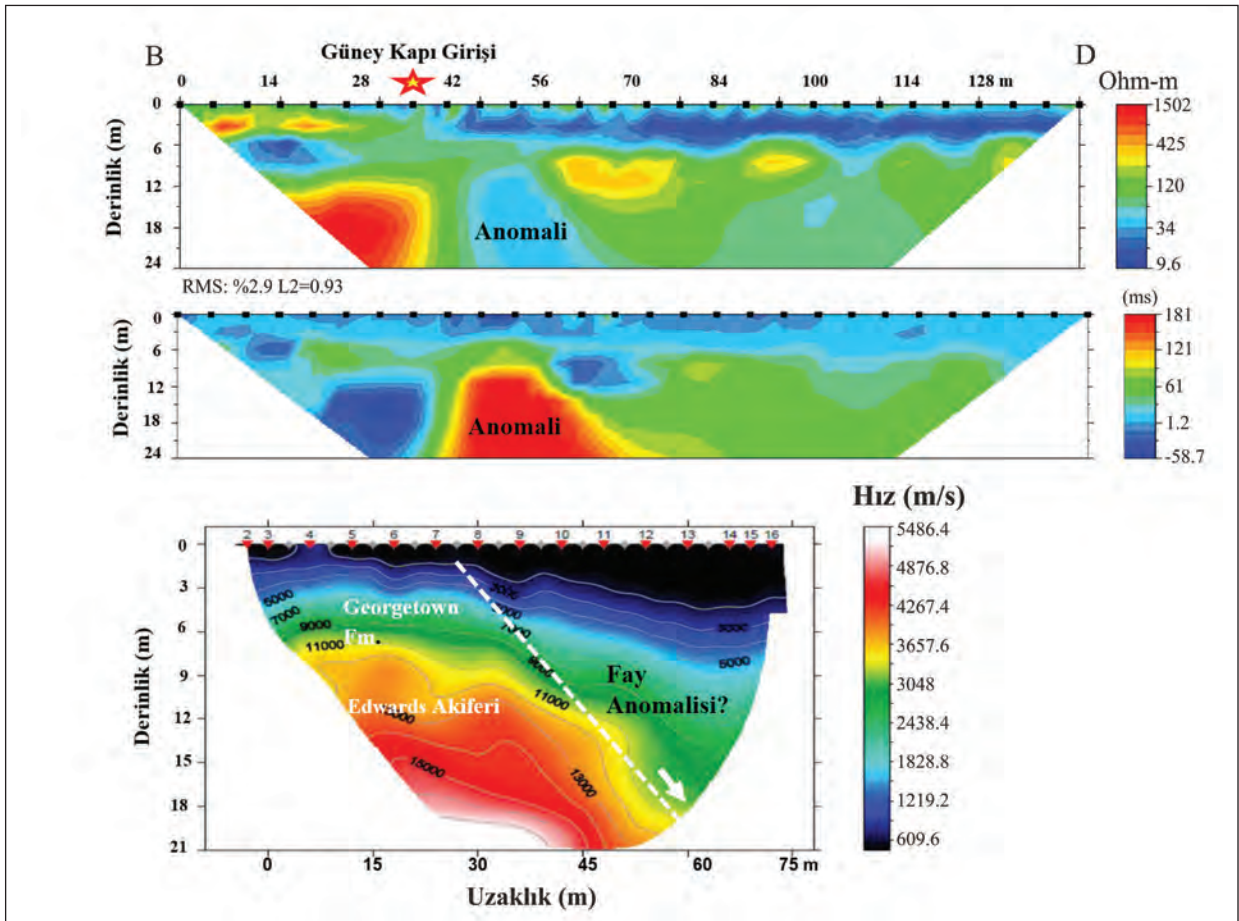 B
Güney Kapı Girişi
D
0 14 28 42 56 70 84 100 114 128 m
Ohm-m
Derinlik (m)
0
6
12
18
24
Anomali
1502
425
120
34
9.6
RMS: %2.9 L2=0.93
(ms)
Derinlik (m)
0
6
12
18
24
Anomali
181
121
61
1.2
-58.7
Hız (m/s)
2 3 4 5 6 7 8 9 10 11 12 13 14 15 16
Derinlik (m)
0
3
6
9
12
15
18
21
5000
7000
9000
11000
15000
13000
11000
3000
5000
Georgetown
Fm.
Edwards Akiferi
Fay
Anomalisi?
5486.4
4876.8
4267.4
3657.6
3048
2438.4
1828.8
1219.2
609.6
0 15 30 45 60 75 m
Uzaklık (m)